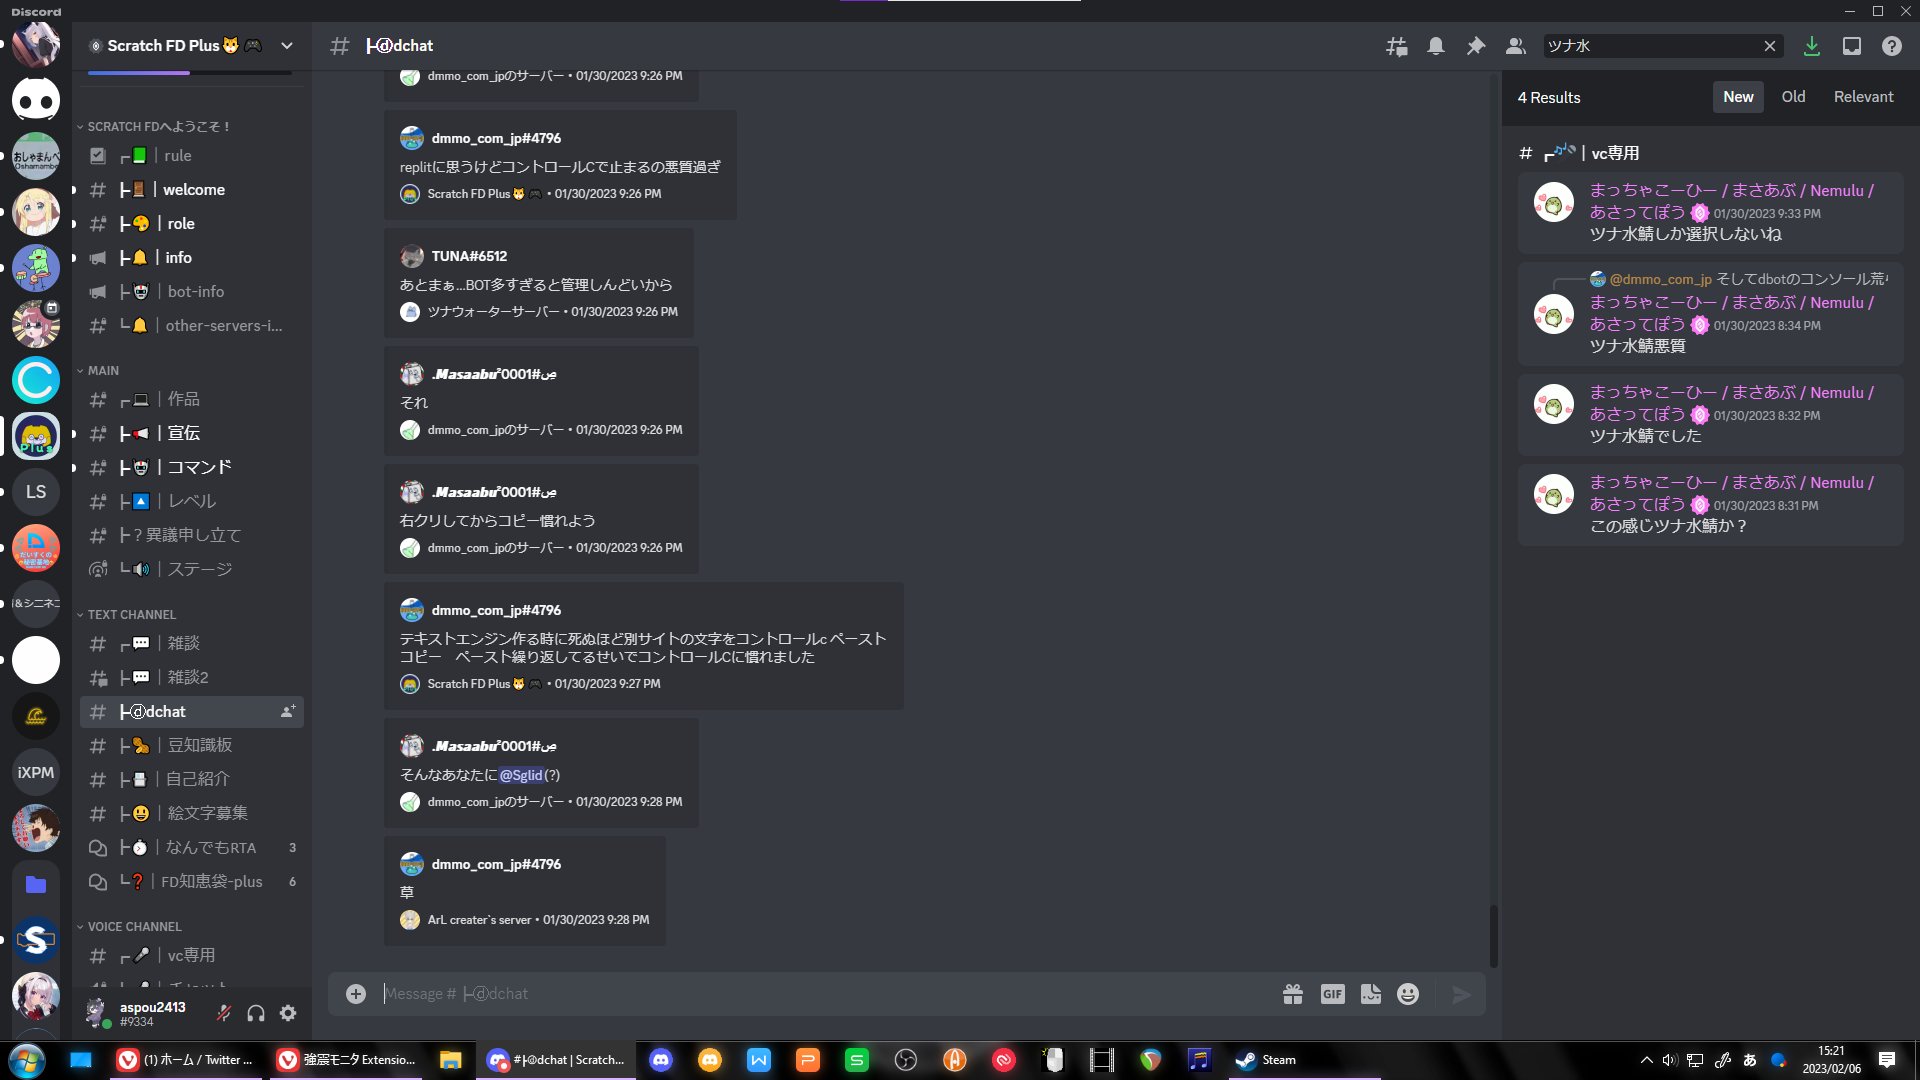 Discord
Scratch FD Plus
SCRATCH FDへようこそ！
rule
welcome
role
info
bot-info
other-servers-i...
MAIN
作品
宣伝
コマンド
レベル
?異議申し立て
ステージ
TEXT CHANNEL
雑談
雑談2
ⓓdchat
豆知識板
自己紹介
絵文字募集
なんでもRTA 3
FD知恵袋-plus 6
VOICE CHANNEL
vc専用
aspou2413
#9334
おしゃまんべ
Oshamambe
Plus
LS
だいすくの
秘密基地
&シニネコ
iXPM
ⓓdchat
dmmo_com_jpのサーバー • 01/30/2023 9:26 PM
dmmo_com_jp#4796
replitに思うけどコントロールCで止まるの悪質過ぎ
Scratch FD Plus • 01/30/2023 9:26 PM
TUNA#6512
あとまぁ...BOT多すぎると管理しんどいから
ツナウォーターサーバー • 01/30/2023 9:26 PM
それ
dmmo_com_jpのサーバー • 01/30/2023 9:26 PM
右クリしてからコピー慣れよう
dmmo_com_jpのサーバー • 01/30/2023 9:26 PM
dmmo_com_jp#4796
テキストエンジン作る時に死ぬほど別サイトの文字をコントロールc ペースト
コピー　ペースト繰り返してるせいでコントロールCに慣れました
Scratch FD Plus • 01/30/2023 9:27 PM
そんなあなたに@Sglid(?)
dmmo_com_jpのサーバー • 01/30/2023 9:28 PM
dmmo_com_jp#4796
草
ArL creater`s server • 01/30/2023 9:28 PM
Message # ├ⓓdchat
GIF
ツナ水
4 Results
New Old Relevant
# vc専用
まっちゃこーひー / まさあぶ / Nemulu /
あさってぽう 01/30/2023 9:33 PM
ツナ水鯖しか選択しないね
@dmmo_com_jp そしてdbotのコンソール荒
まっちゃこーひー / まさあぶ / Nemulu /
あさってぽう 01/30/2023 8:34 PM
ツナ水鯖悪質
まっちゃこーひー / まさあぶ / Nemulu /
あさってぽう 01/30/2023 8:32 PM
ツナ水鯖でした
まっちゃこーひー / まさあぶ / Nemulu /
あさってぽう 01/30/2023 8:31 PM
この感じツナ水鯖か？
(1) ホーム / Twitter ...
強震モニタ Extensio...
#├ⓓdchat | Scratch...
Steam
あ
15:21
2023/02/06